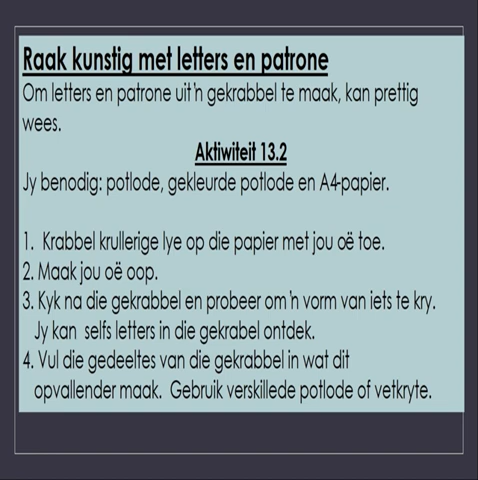 Raak kunstig met letters en patrone
Om letters en patrone uit 'n gekrabbel te maak, kan prettig
wees.
Aktiwiteit 13.2
Jy benodig: potlode, gekleurde potlode en A4-papier.
1. Krabbel krullerige lye op die papier met jou oë toe.
2. Maak jou oë oop.
3. Kyk na die gekrabbel en probeer om 'n vorm van iets te kry.
Jy kan selfs letters in die gekrabel ontdek.
4. Vul die gedeeltes van die gekrabbel in wat dit
opvallender maak. Gebruik verskillede potlode of vetkryte.